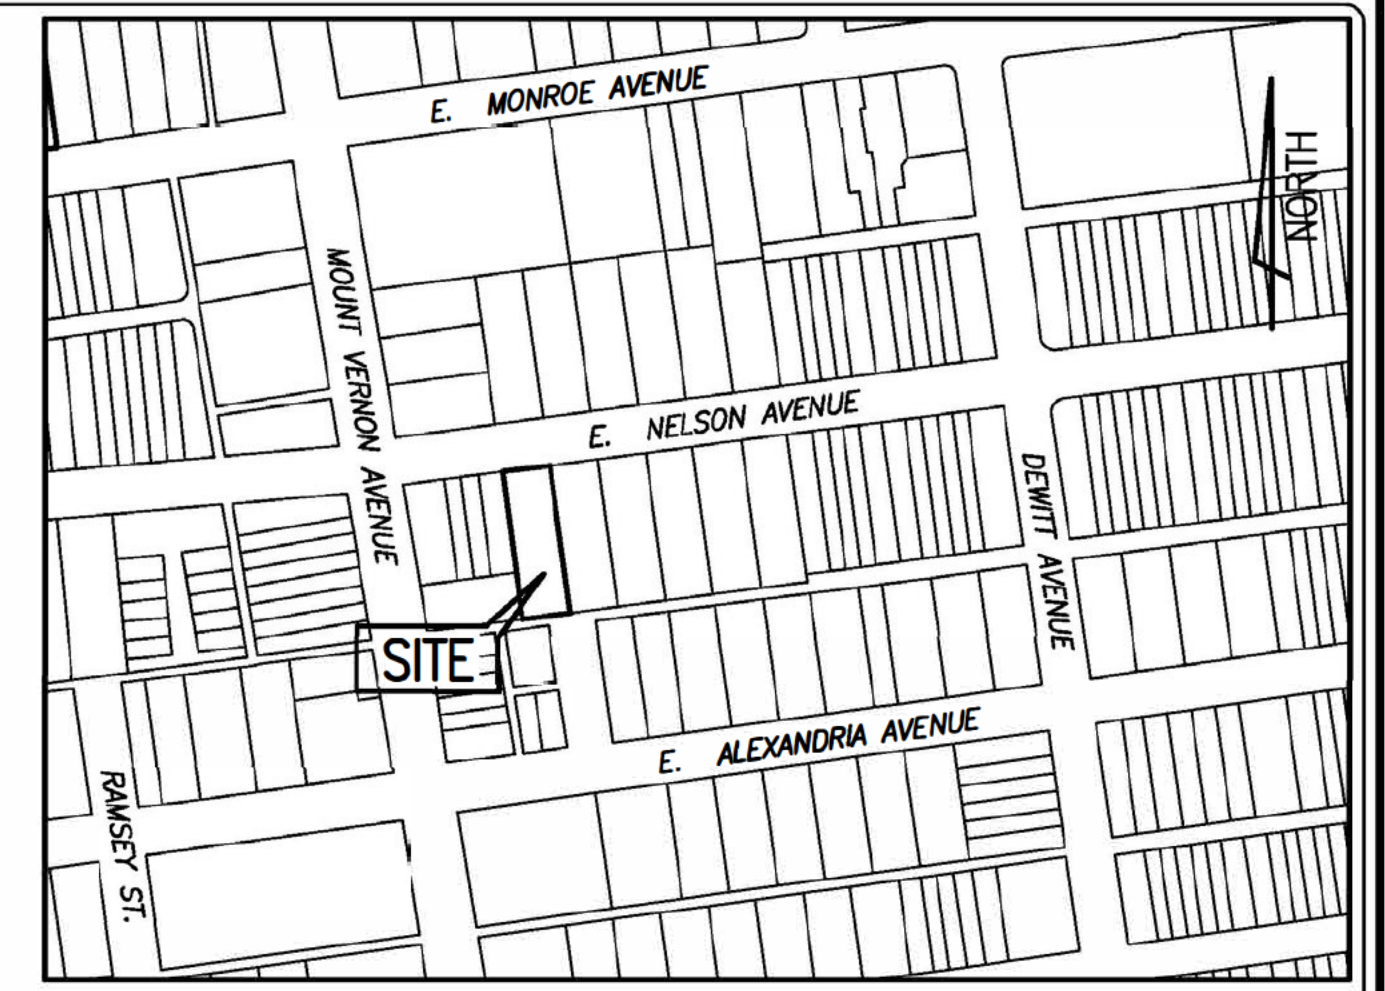 E. MONROE AVENUE
NORTH
MOUNT VERNON AVENUE
E. NELSON AVENUE
DEWITT AVENUE
SITE
E. ALEXANDRIA AVENUE
RAMSEY ST.